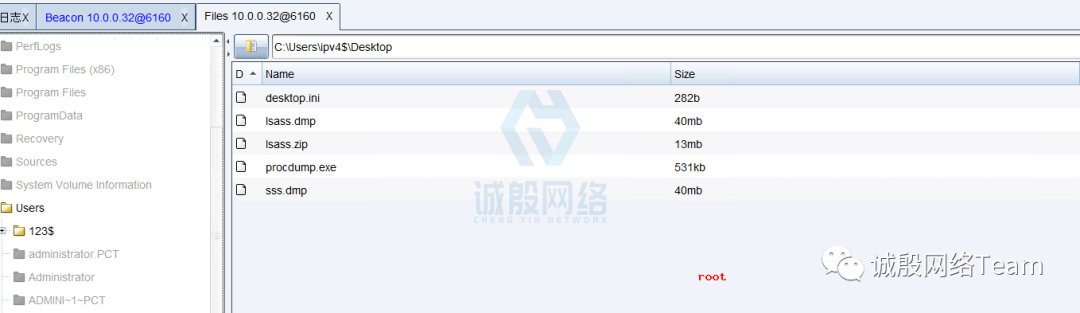 日志X
Beacon 10.0.0.32@6160 X
Files 10.0.0.32@6160 X
PerfLogs
Program Files (x86)
Program Files
ProgramData
Recovery
Sources
System Volume Information
Users
123$
administrator.PCT
Administrator
ADMINI~1~PCT
C:\Users\ipv4$\Desktop
D Name Size
desktop.ini 282b
lsass.dmp 40mb
lsass.zip 13mb
procdump.exe 531kb
sss.dmp 40mb
诚殷网络
CHENG YIN NETWORK
root
诚殷网络Team